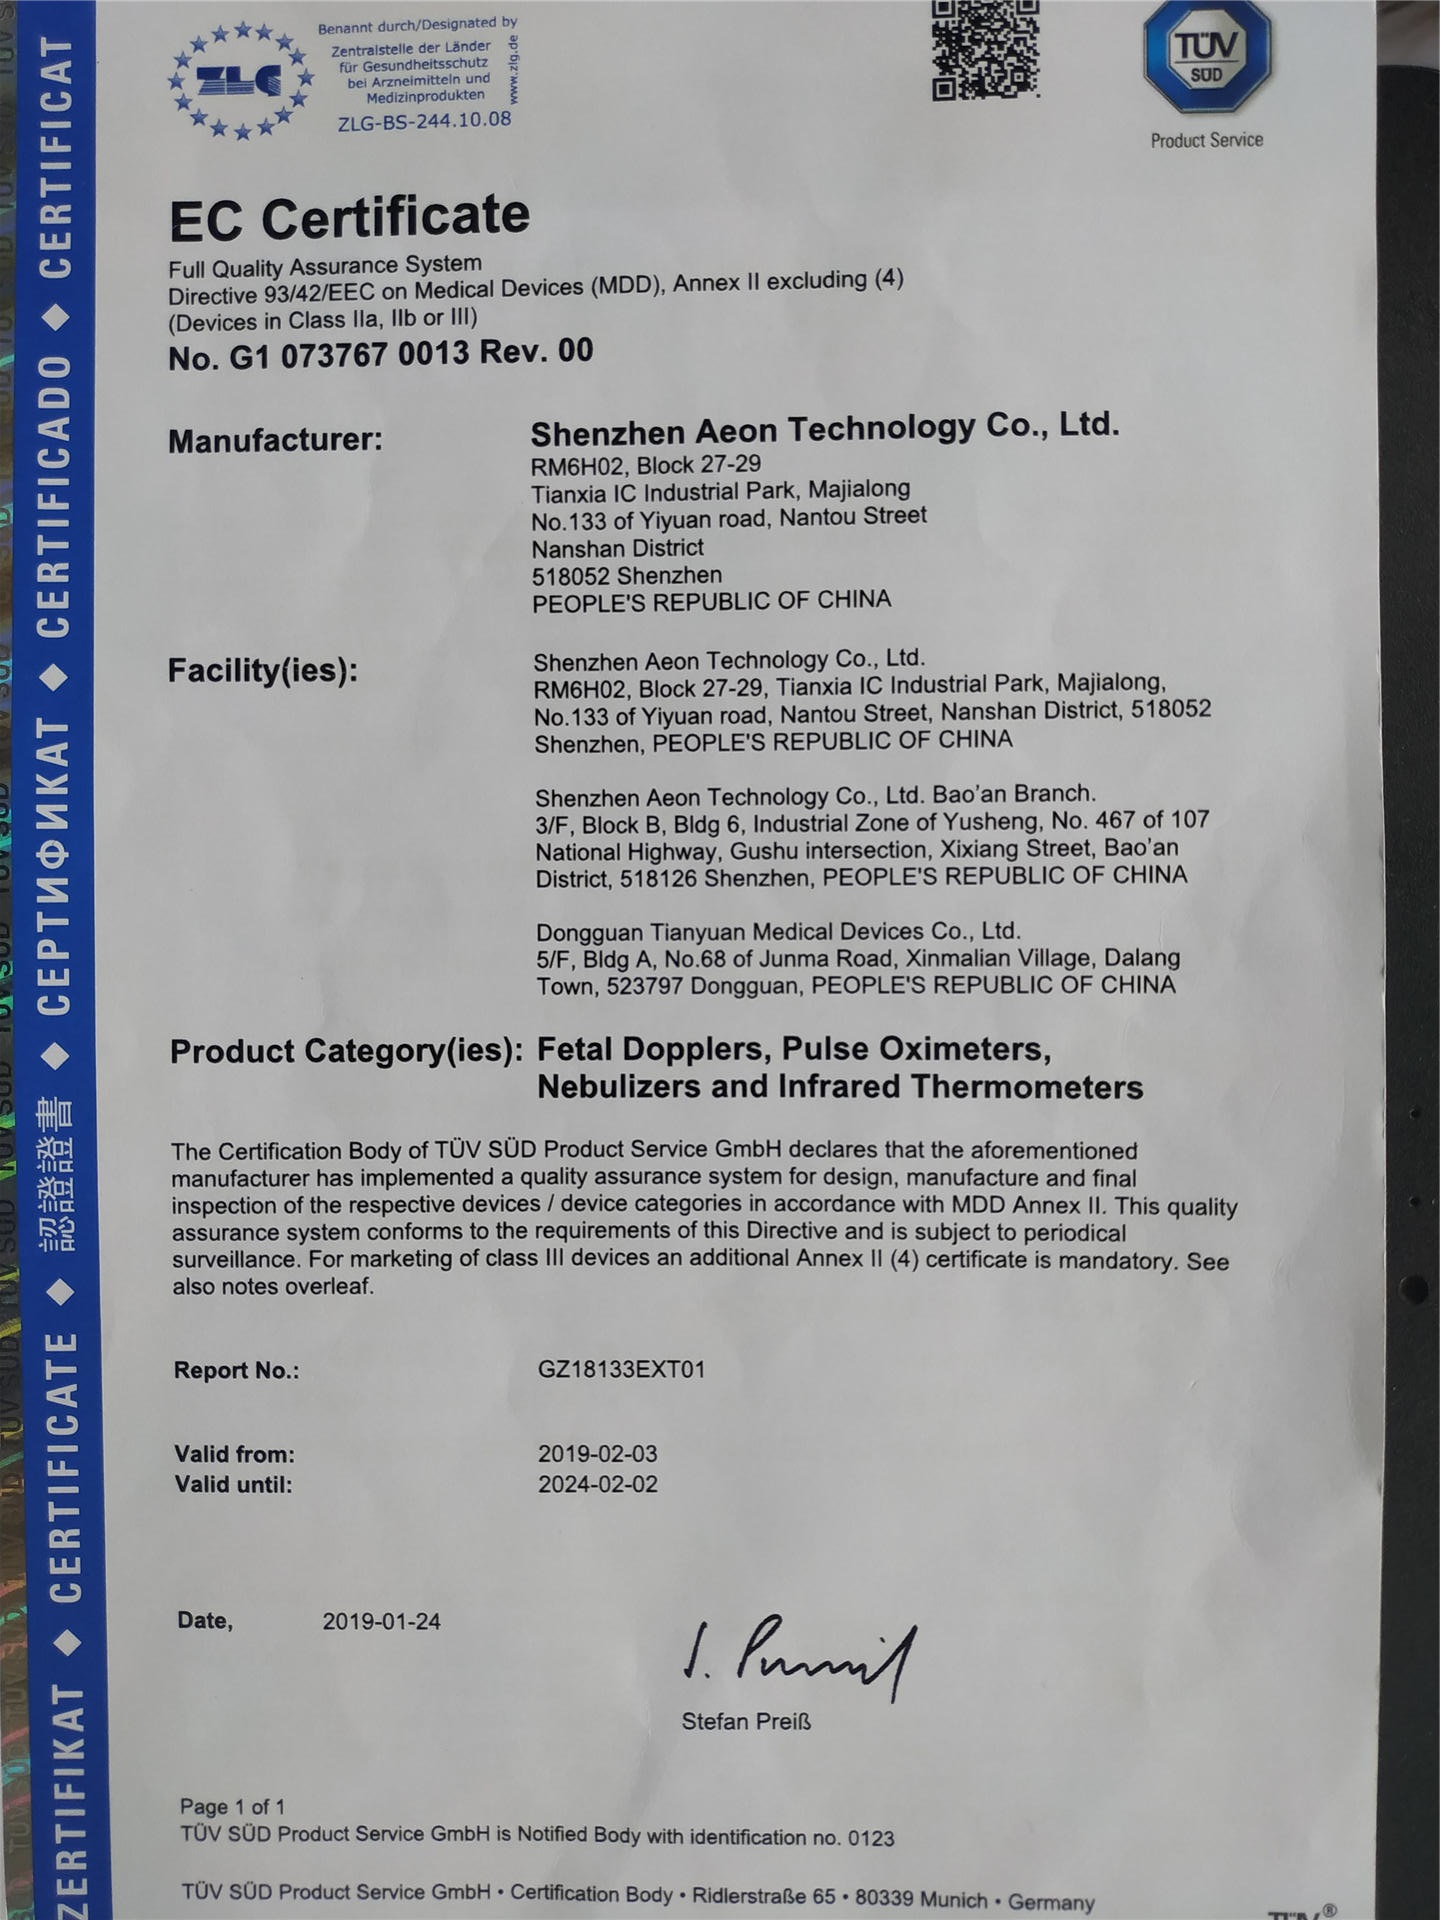 Benannt durch/Designated by
Zentralstelle der Länder
für Gesundheitsschutz
bei Arzneimitteln und
Medizinprodukten
ZLG-BS-244.10.08
www.zlg.de
ZLG
TÜV
SÜD
Product Service
EC Certificate
Full Quality Assurance System
Directive 93/42/EEC on Medical Devices (MDD), Annex II excluding (4)
(Devices in Class IIa, IIb or III)
No. G1 073767 0013 Rev. 00
Manufacturer: Shenzhen Aeon Technology Co., Ltd.
RM6H02, Block 27-29
Tianxia IC Industrial Park, Majialong
No.133 of Yiyuan road, Nantou Street
Nanshan District
518052 Shenzhen
PEOPLE'S REPUBLIC OF CHINA
Facility(ies): Shenzhen Aeon Technology Co., Ltd.
RM6H02, Block 27-29, Tianxia IC Industrial Park, Majialong,
No.133 of Yiyuan road, Nantou Street, Nanshan District, 518052
Shenzhen, PEOPLE'S REPUBLIC OF CHINA
Shenzhen Aeon Technology Co., Ltd. Bao'an Branch.
3/F, Block B, Bldg 6, Industrial Zone of Yusheng, No. 467 of 107
National Highway, Gushu intersection, Xixiang Street, Bao'an
District, 518126 Shenzhen, PEOPLE'S REPUBLIC OF CHINA
Dongguan Tianyuan Medical Devices Co., Ltd.
5/F, Bldg A, No.68 of Junma Road, Xinmalian Village, Dalang
Town, 523797 Dongguan, PEOPLE'S REPUBLIC OF CHINA
Product Category(ies): Fetal Dopplers, Pulse Oximeters,
Nebulizers and Infrared Thermometers
The Certification Body of TÜV SÜD Product Service GmbH declares that the aforementioned
manufacturer has implemented a quality assurance system for design, manufacture and final
inspection of the respective devices / device categories in accordance with MDD Annex II. This quality
assurance system conforms to the requirements of this Directive and is subject to periodical
surveillance. For marketing of class III devices an additional Annex II (4) certificate is mandatory. See
also notes overleaf.
Report No.: GZ18133EXT01
Valid from: 2019-02-03
Valid until: 2024-02-02
Date, 2019-01-24
Stefan Preiß
Page 1 of 1
TÜV SÜD Product Service GmbH is Notified Body with identification no. 0123
TÜV SÜD Product Service GmbH • Certification Body • Ridlerstraße 65 • 80339 Munich • Germany
TÜV®
ZERTIFIKAT ◆ CERTIFICATE ◆ 認證證書 ◆ СЕРТИФИКАТ ◆ CERTIFICADO ◆ CERTIFICAT